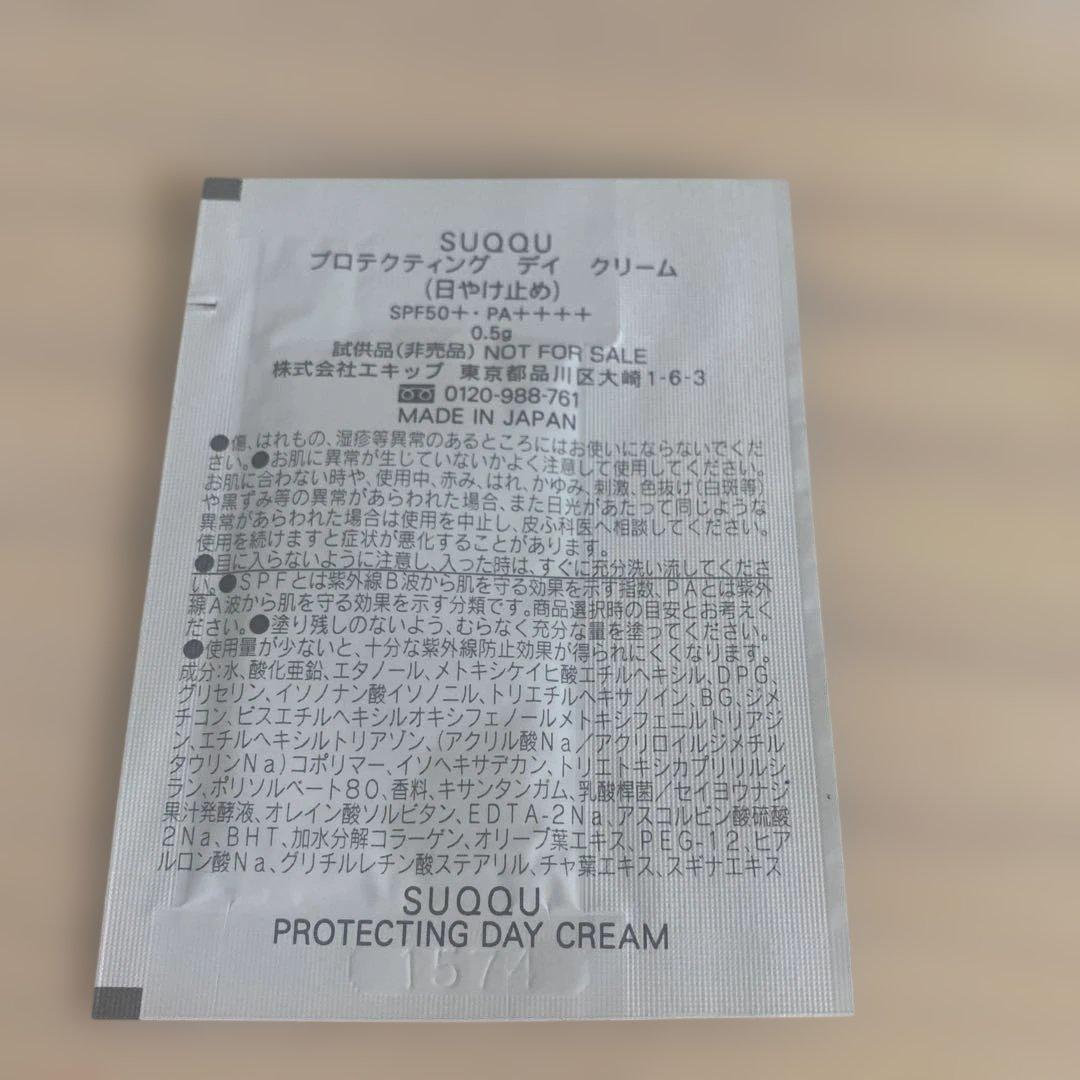 SUQQU
プロテクティング デイ クリーム
(日やけ止め)
SPF50+・PA++++
0.5g
試供品(非売品) NOT FOR SALE
株式会社エキップ 東京都品川区大崎1-6-3
0120-988-761
MADE IN JAPAN
●傷、はれもの、湿疹等異常のあるところにはお使いにならないでくだ
さい。●お肌に異常が生じていないかよく注意して使用してください。
お肌に合わない時や、使用中、赤み、はれ、かゆみ、刺激、色抜け(白斑等)
や黒ずみ等の異常があらわれた場合、また日光があたって同じような
異常があらわれた場合は使用を中止し、皮ふ科医へ相談してください。
使用を続けますと症状が悪化することがあります。
●目に入らないように注意し、入った時は、すぐに充分洗い流してくださ
い。●SPFとは紫外線B波から肌を守る効果を示す指数、PAとは紫外
線A波から肌を守る効果を示す分類です。商品選択時の目安とお考えく
ださい。●塗り残しのないよう、むらなく充分な量を塗ってください。
●使用量が少ないと、十分な紫外線防止効果が得られにくくなります。
成分:水、酸化亜鉛、エタノール、メトキシケイヒ酸エチルヘキシル、DPG、
グリセリン、イソノナン酸イソノニル、トリエチルヘキサノイン、BG、ジメ
チコン、ビスエチルヘキシルオキシフェノールメトキシフェニルトリアジ
ン、エチルヘキシルトリアゾン、(アクリル酸Na/アクリロイルジメチル
タウリンNa)コポリマー、イソヘキサデカン、トリエトキシカプリリルシ
ラン、ポリソルベート80、香料、キサンタンガム、乳酸桿菌/セイヨウナシ
果汁発酵液、オレイン酸ソルビタン、EDTA-2Na、アスコルビン酸硫酸
2Na、BHT、加水分解コラーゲン、オリーブ葉エキス、PEG-12、ヒア
ルロン酸Na、グリチルレチン酸ステアリル、チャ葉エキス、スギナエキス
SUQQU
PROTECTING DAY CREAM
1571